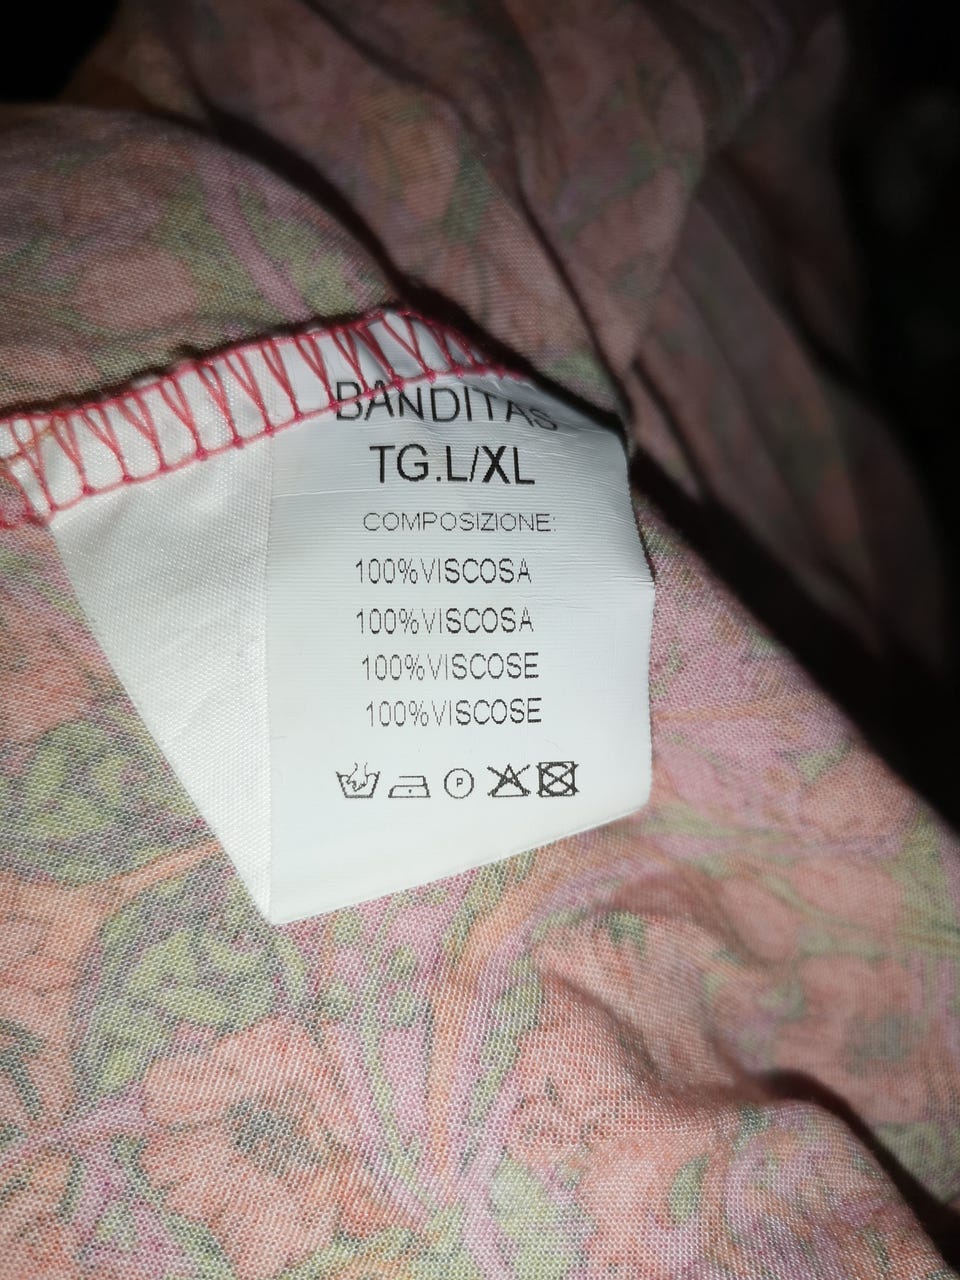 BANDITAS
TG.L/XL
COMPOSIZIONE:
100%VISCOSA
100%VISCOSA
100%VISCOSE
100%VISCOSE
P